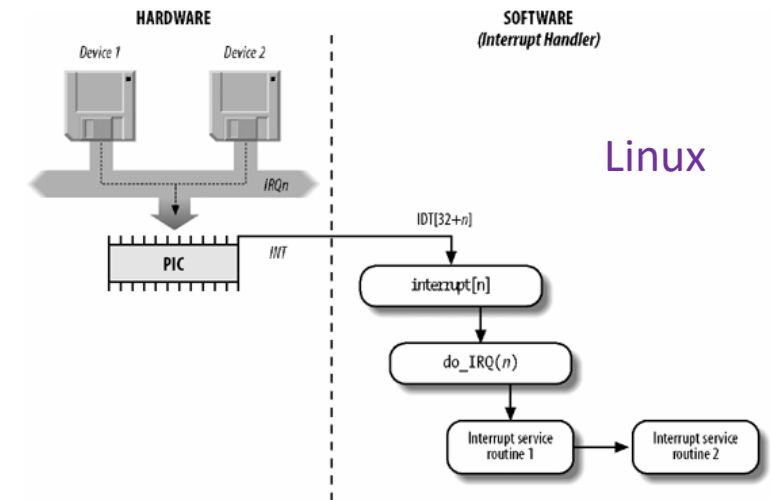 HARDWARE
SOFTWARE
(Interrupt Handler)
Device 1
Device 2
Linux
IRQn
IDT[32+n]
INT
PIC
interrupt[n]
do_IRQ(n)
Interrupt service
routine 1
Interrupt service
routine 2